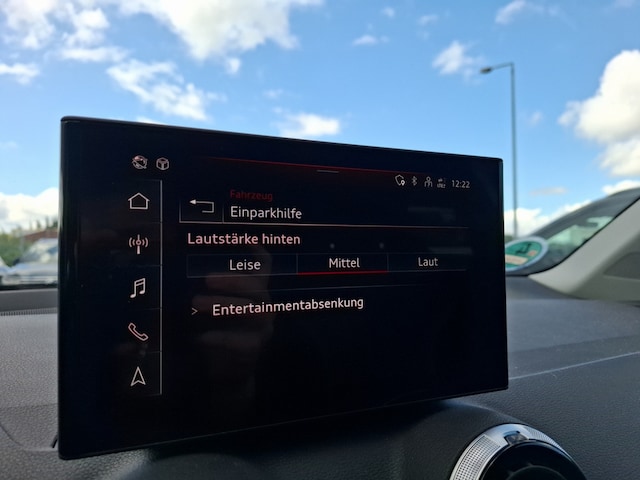 12:22
Fahrzeug
Einparkhilfe
Lautstärke hinten
Leise Mittel Laut
> Entertainmentabsenkung